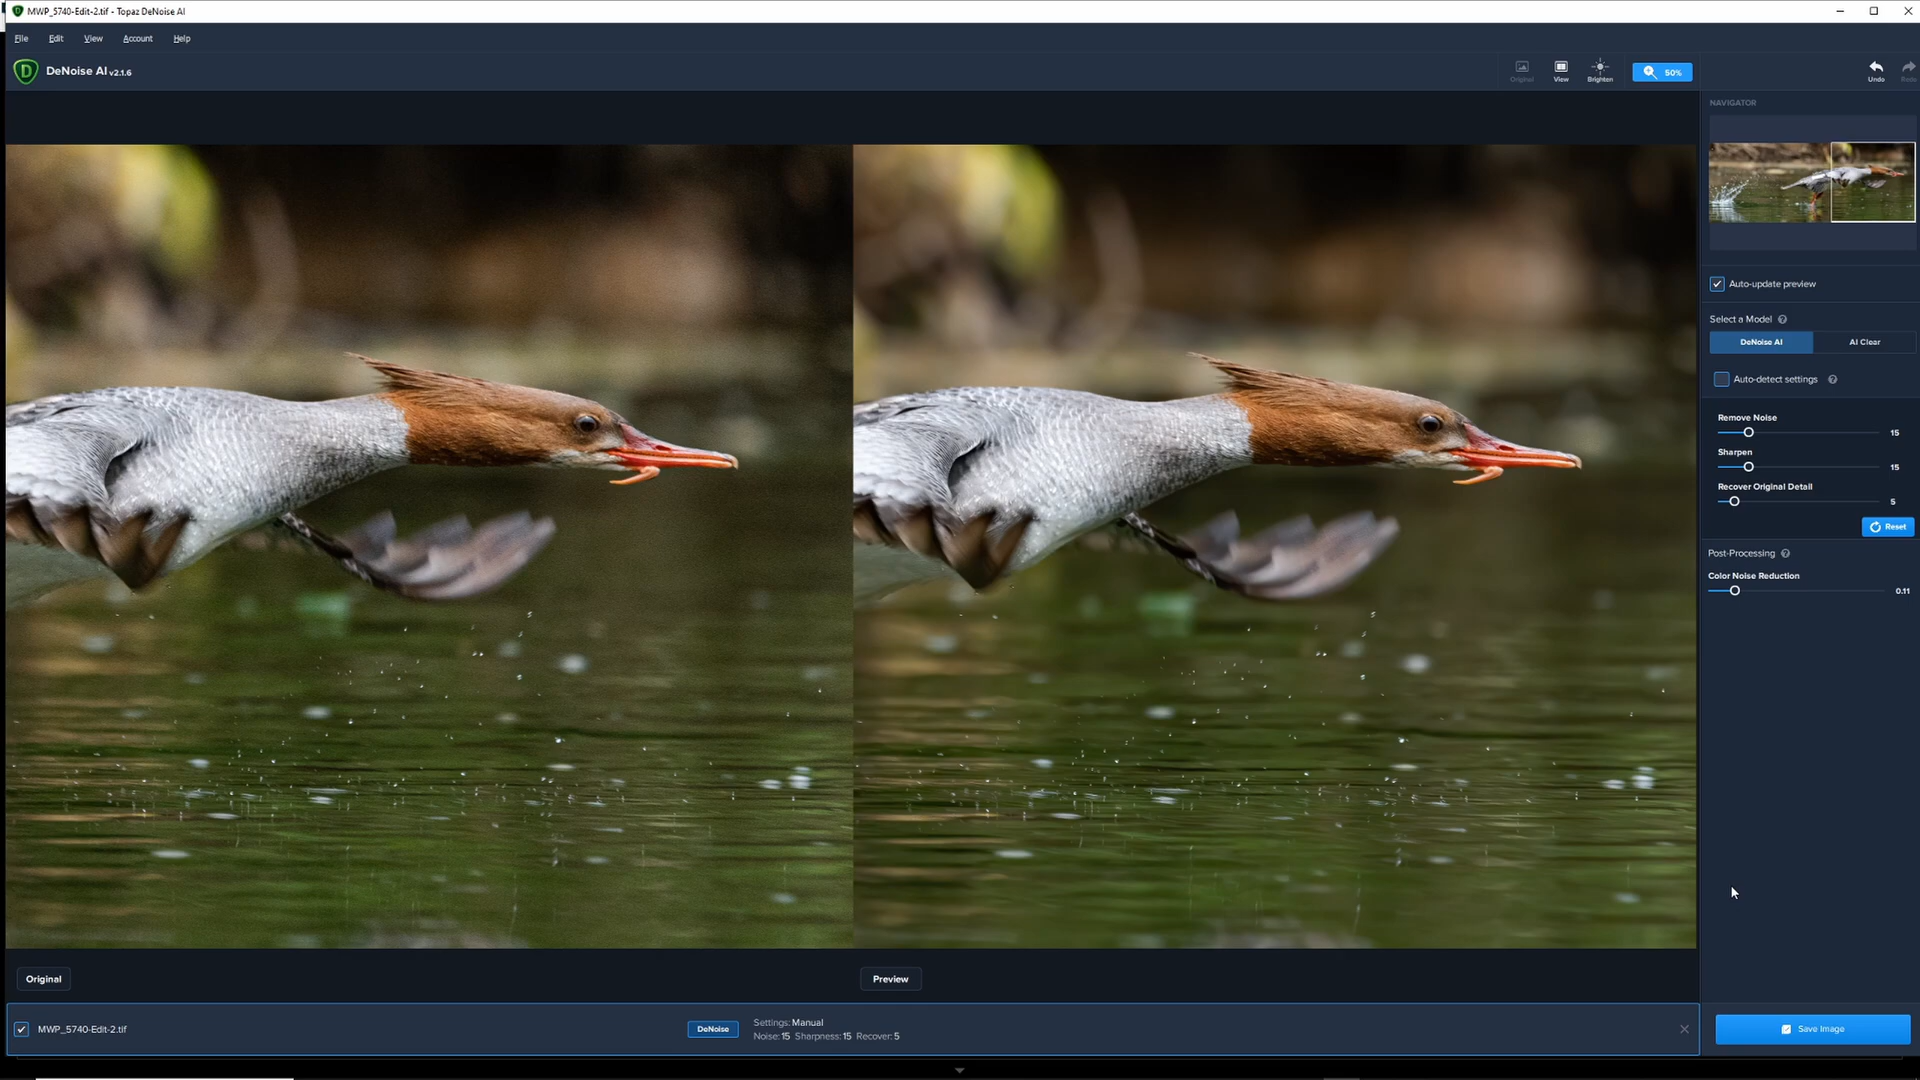 MWP_5740-Edit-2.tif - Topaz DeNoise AI
File Edit View Account Help
DeNoise AI v2.1.6
Original View Brighten 50% Undo Redo
NAVIGATOR
Auto-update preview
Select a Model
DeNoise AI AI Clear
Auto-detect settings
Remove Noise
15
Sharpen
15
Recover Original Detail
5
Reset
Post-Processing
Color Noise Reduction
0.11
Original Preview
MWP_5740-Edit-2.tif DeNoise
Settings: Manual
Noise: 15 Sharpness: 15 Recover: 5
Save Image